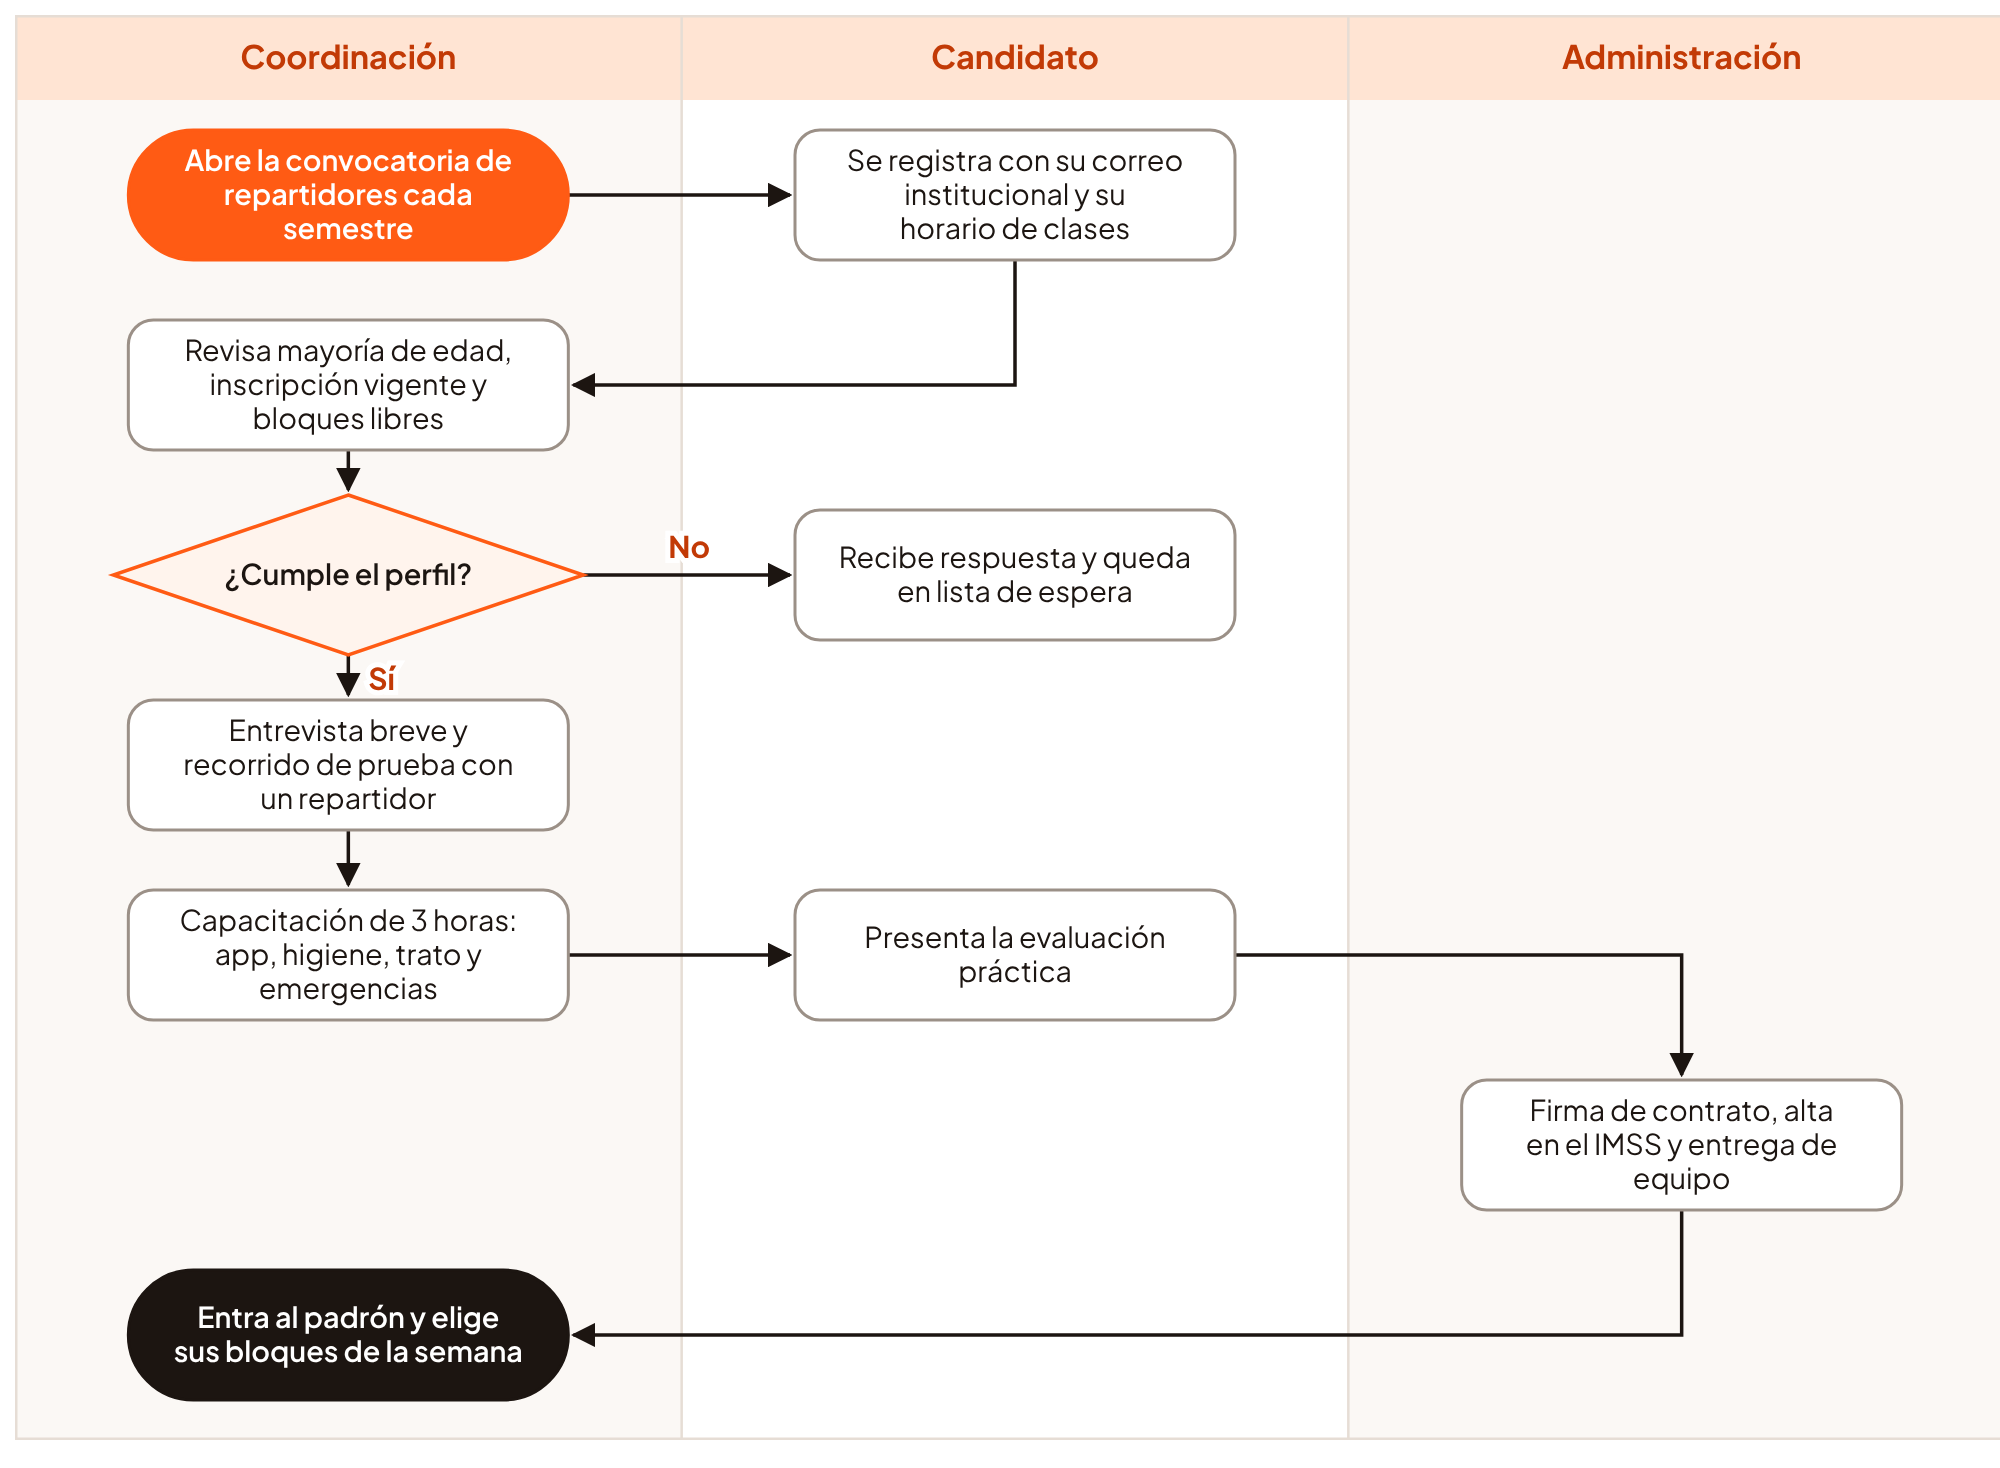 Coordinación
Candidato
Administración
Abre la convocatoria de
repartidores cada
semestre
Se registra con su correo
institucional y su
horario de clases
Revisa mayoría de edad,
inscripción vigente y
bloques libres
¿Cumple el perfil?
No
Recibe respuesta y queda
en lista de espera
Sí
Entrevista breve y
recorrido de prueba con
un repartidor
Capacitación de 3 horas:
app, higiene, trato y
emergencias
Presenta la evaluación
práctica
Firma de contrato, alta
en el IMSS y entrega de
equipo
Entra al padrón y elige
sus bloques de la semana